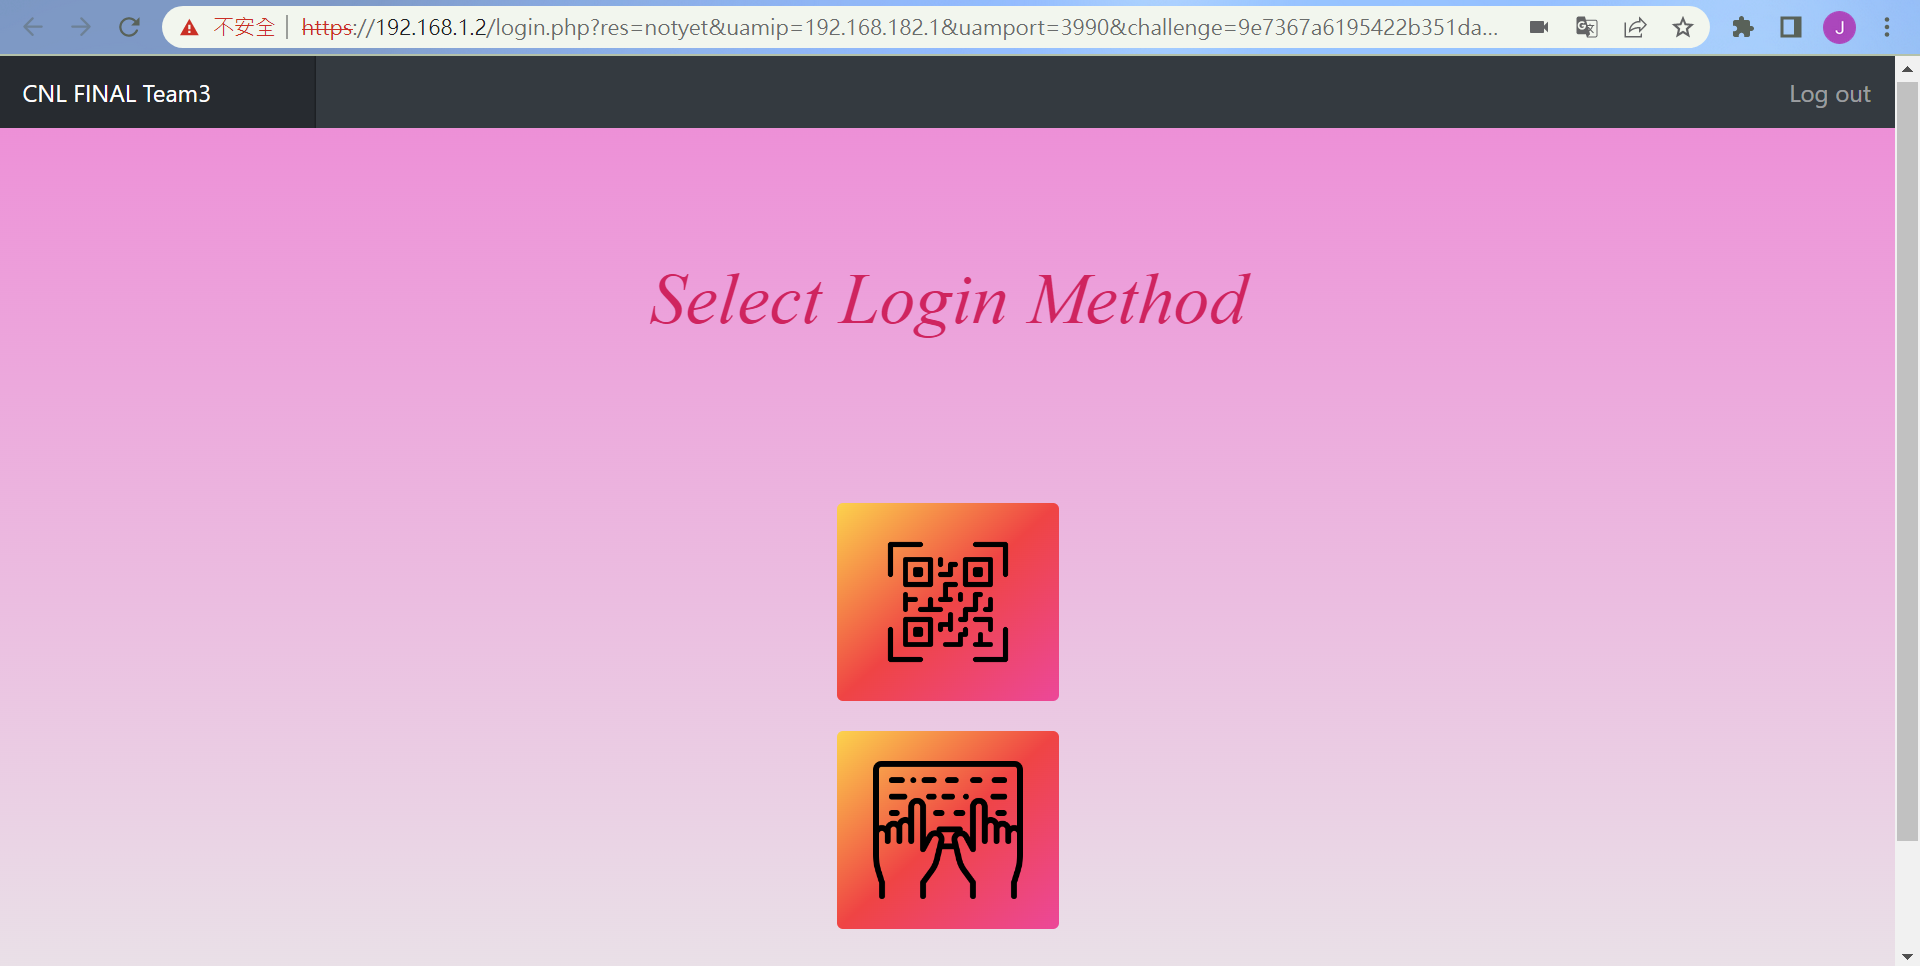 不安全 https://192.168.1.2/login.php?res=notyet&uamip=192.168.182.1&uamport=3990&challenge=9e7367a6195422b351da...
J
CNL FINAL Team3
Log out
Select Login Method